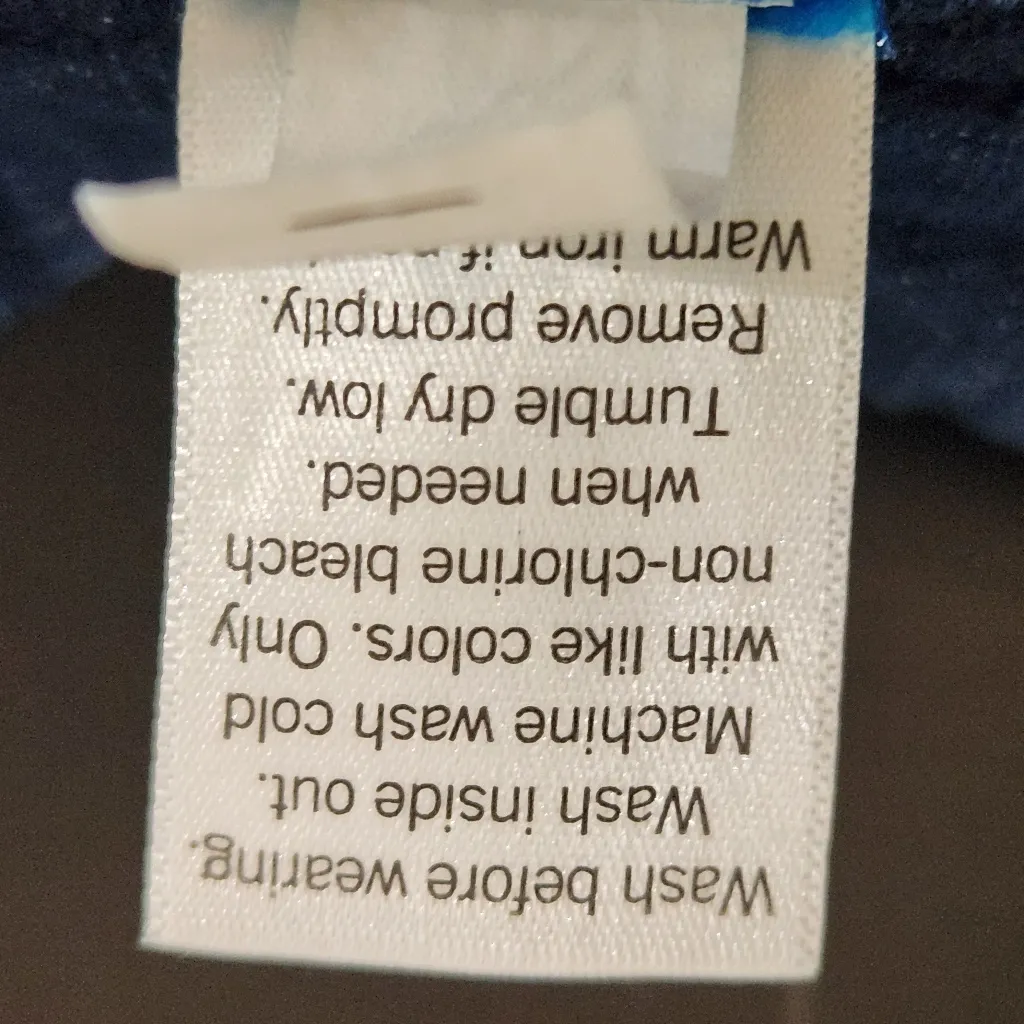 Wash before wearing.
Wash inside out.
Machine wash cold
with like colors. Only
non-chlorine bleach
when needed.
Tumble dry low.
Remove promptly.
Warm iron if